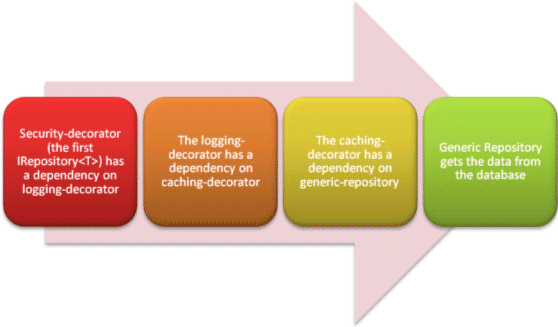 Security-decorator
(the first
IRepository<T>) has
a dependency on
logging-decorator
The logging-
decorator has a
dependency on
caching-decorator
The caching-
decorator has a
dependency on
generic-repository
Generic Repository
gets the data from
the database